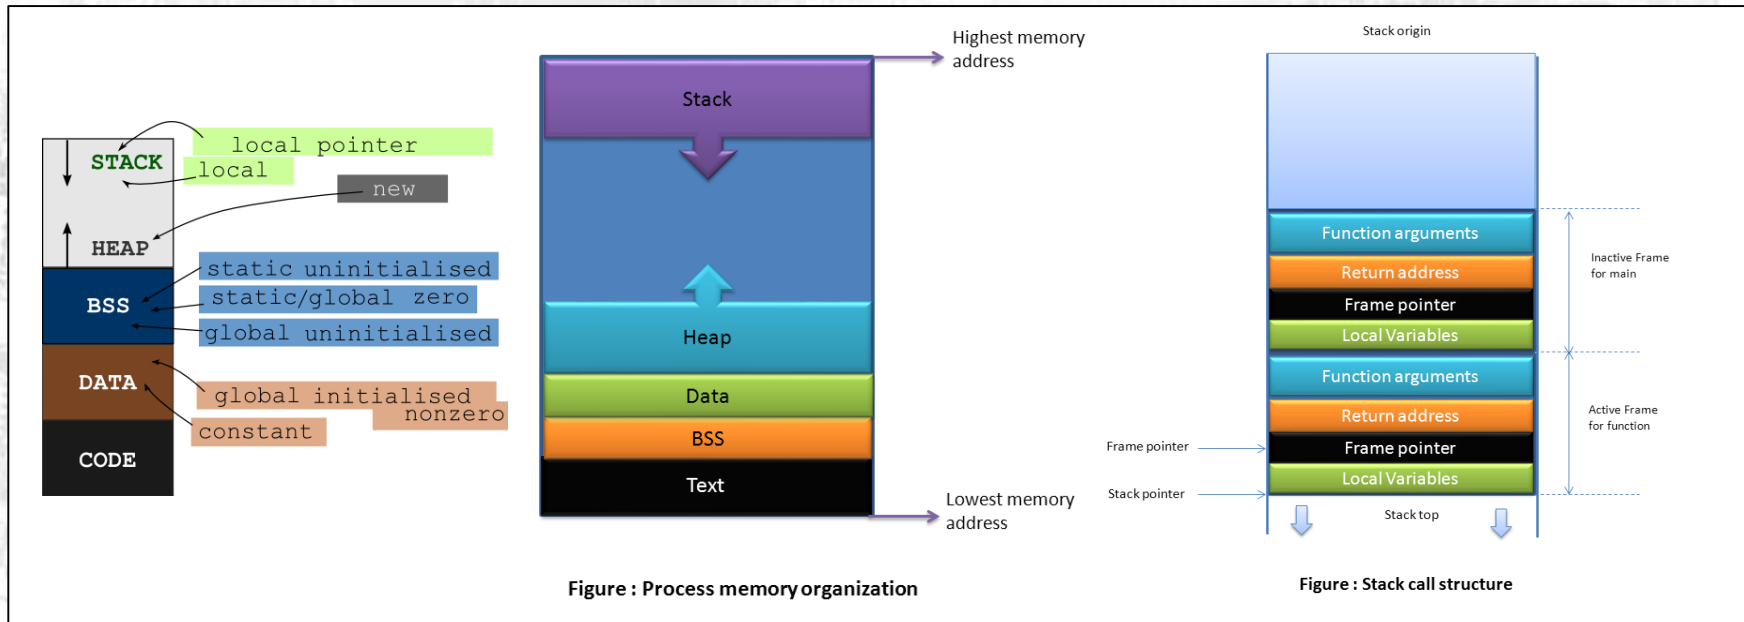 STACK
local pointer
local
new
HEAP
static uninitialised
BSS
static/global zero
global uninitialised
DATA
global initialised
nonzero
constant
CODE
Highest memory
address
Stack
Heap
Data
BSS
Text
Lowest memory
address
Figure : Process memory organization
Stack origin
Function arguments
Return address
Frame pointer
Local Variables
Inactive Frame
for main
Function arguments
Return address
Frame pointer
Local Variables
Active Frame
for function
Frame pointer
Stack pointer
Stack top
Figure : Stack call structure